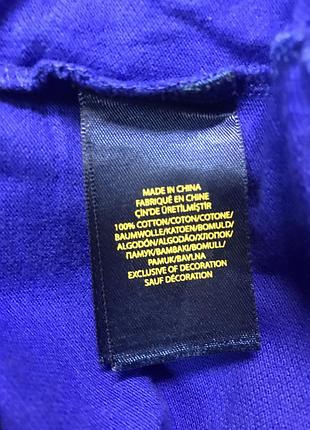 MADE IN CHINA
FABRIQUÉ EN CHINE
ÇİN'DE ÜRETİLMİŞTİR
100% COTTON/COTON/COTONE/
BAUMWOLLE/KATOEN/BOMULD/
ALGODÓN/ALGODÃO/ХЛОПОК/
ПАМУК/BAMBAKI/BOMULL/
PAMUK/BAVLNA
EXCLUSIVE OF DECORATION
SAUF DÉCORATION